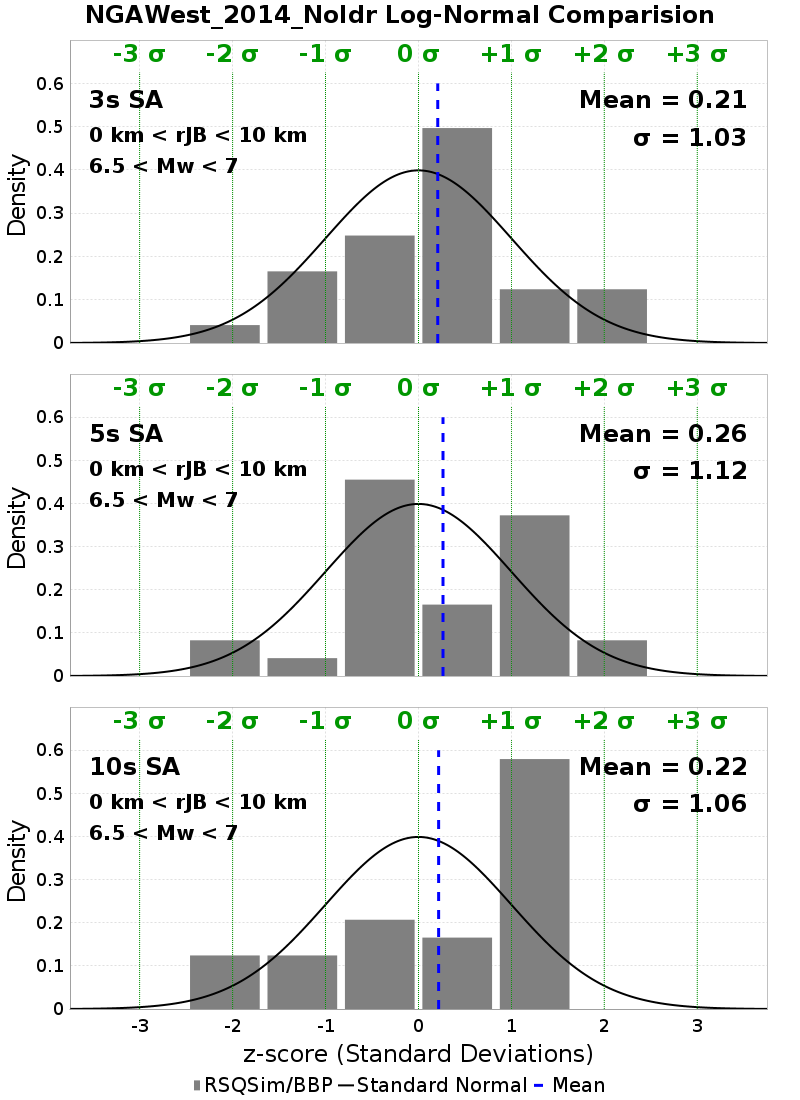 NGAWest_2014_NoIdr Log-Normal Comparision
-3 σ -2 σ -1 σ 0 σ +1 σ +2 σ +3 σ
0.6
3s SA Mean = 0.21
0.5
0 km < rJB < 10 km σ = 1.03
6.5 < Mw < 7
0.4
Density
0.3
0.2
0.1
0
-3 σ -2 σ -1 σ 0 σ +1 σ +2 σ +3 σ
0.6
5s SA Mean = 0.26
0.5
0 km < rJB < 10 km σ = 1.12
6.5 < Mw < 7
0.4
Density
0.3
0.2
0.1
0
-3 σ -2 σ -1 σ 0 σ +1 σ +2 σ +3 σ
0.6
10s SA Mean = 0.22
0.5
0 km < rJB < 10 km σ = 1.06
6.5 < Mw < 7
0.4
Density
0.3
0.2
0.1
0
-3 -2 -1 0 1 2 3
z-score (Standard Deviations)
RSQSim/BBP Standard Normal Mean